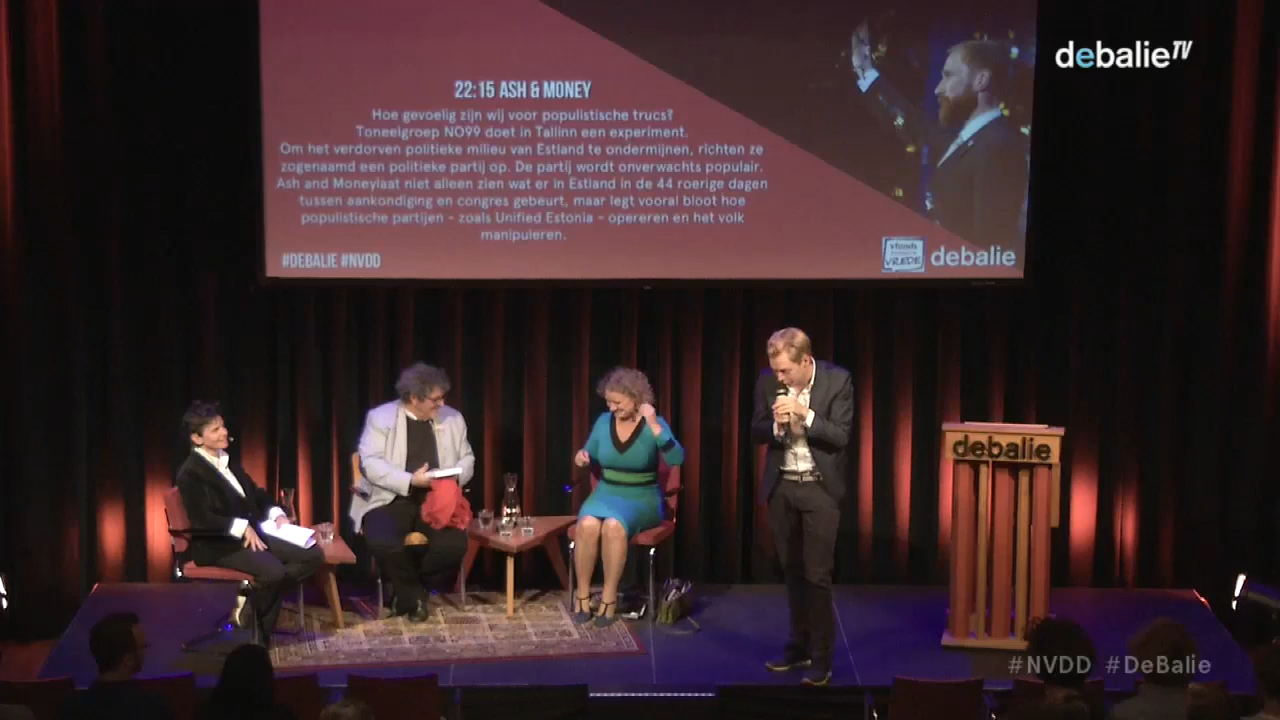 debalieTV
22:15 ASH & MONEY
Hoe gevoelig zijn wij voor populistische trucs?
Toneelgroep NO99 doet in Tallinn een experiment.
Om het verdorven politieke milieu van Estland te ondermijnen, richten ze
zogenaamd een politieke partij op. De partij wordt onverwachts populair.
Ash and Moneylaat niet alleen zien wat er in Estland in de 44 roerige dagen
tussen aankondiging en congres gebeurt, maar legt vooral bloot hoe
populistische partijen - zoals Unified Estonia - opereren en het volk
manipuleren.
#DEBALIE #NVDD
vfonds
VREDE
debalie
debalie
#NVDD #DeBalie